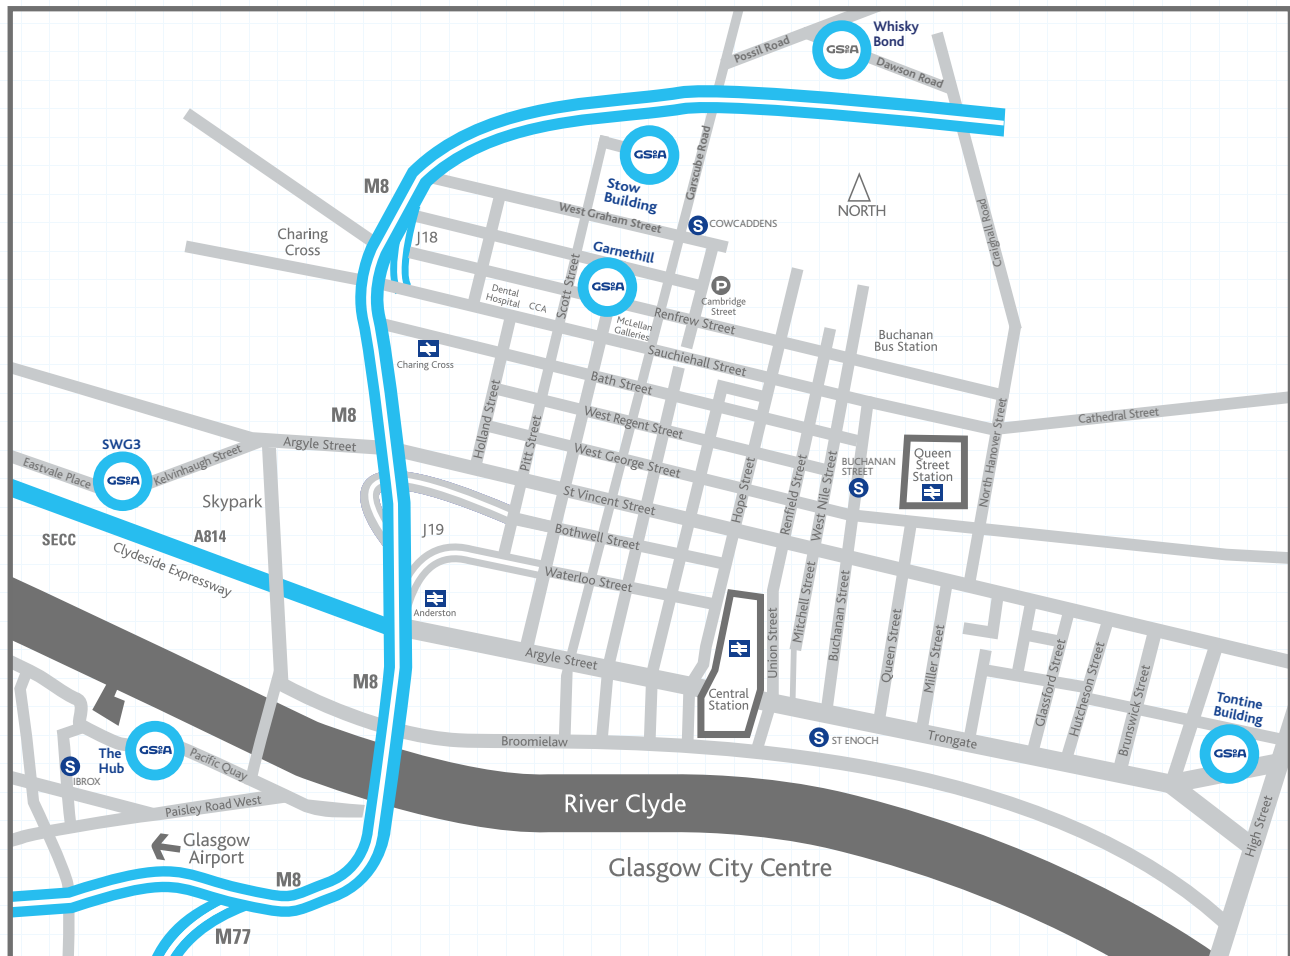 Whisky
Bond
Possil Road
GSofA
Dawson Road
GSofA
Garscube Road
M8
Stow
Building
NORTH
West Graham Street
S
COWCADDENS
Craighall Road
Charing
Cross
J18
Garnethill
Scott Street
GSofA
P
Cambridge
Street
Dental
Hospital
CCA
McLellan
Galleries
Renfrew Street
Buchanan
Bus Station
Charing Cross
Sauchiehall Street
Bath Street
M8
Holland Street
Pitt Street
West Regent Street
Cathedral Street
North Hanover Street
SWG3
Argyle Street
Eastvale Place
GSofA
Kelvinhaugh Street
West George Street
Hope Street
Renfield Street
West Nile Street
BUCHANAN
STREET
S
Queen
Street
Station
Skypark
St Vincent Street
SECC
A814
J19
Bothwell Street
Clydeside Expressway
Waterloo Street
Anderston
Mitchell Street
Buchanan Street
Union Street
Queen Street
Miller Street
Argyle Street
Glassford Street
Hutcheson Street
Brunswick Street
M8
Central
Station
Tontine
Building
GSofA
The
Hub
GSofA
Pacific Quay
S
IBROX
Broomielaw
S
ST ENOCH
Trongate
Paisley Road West
River Clyde
High Street
Glasgow
Airport
Glasgow City Centre
M8
M77